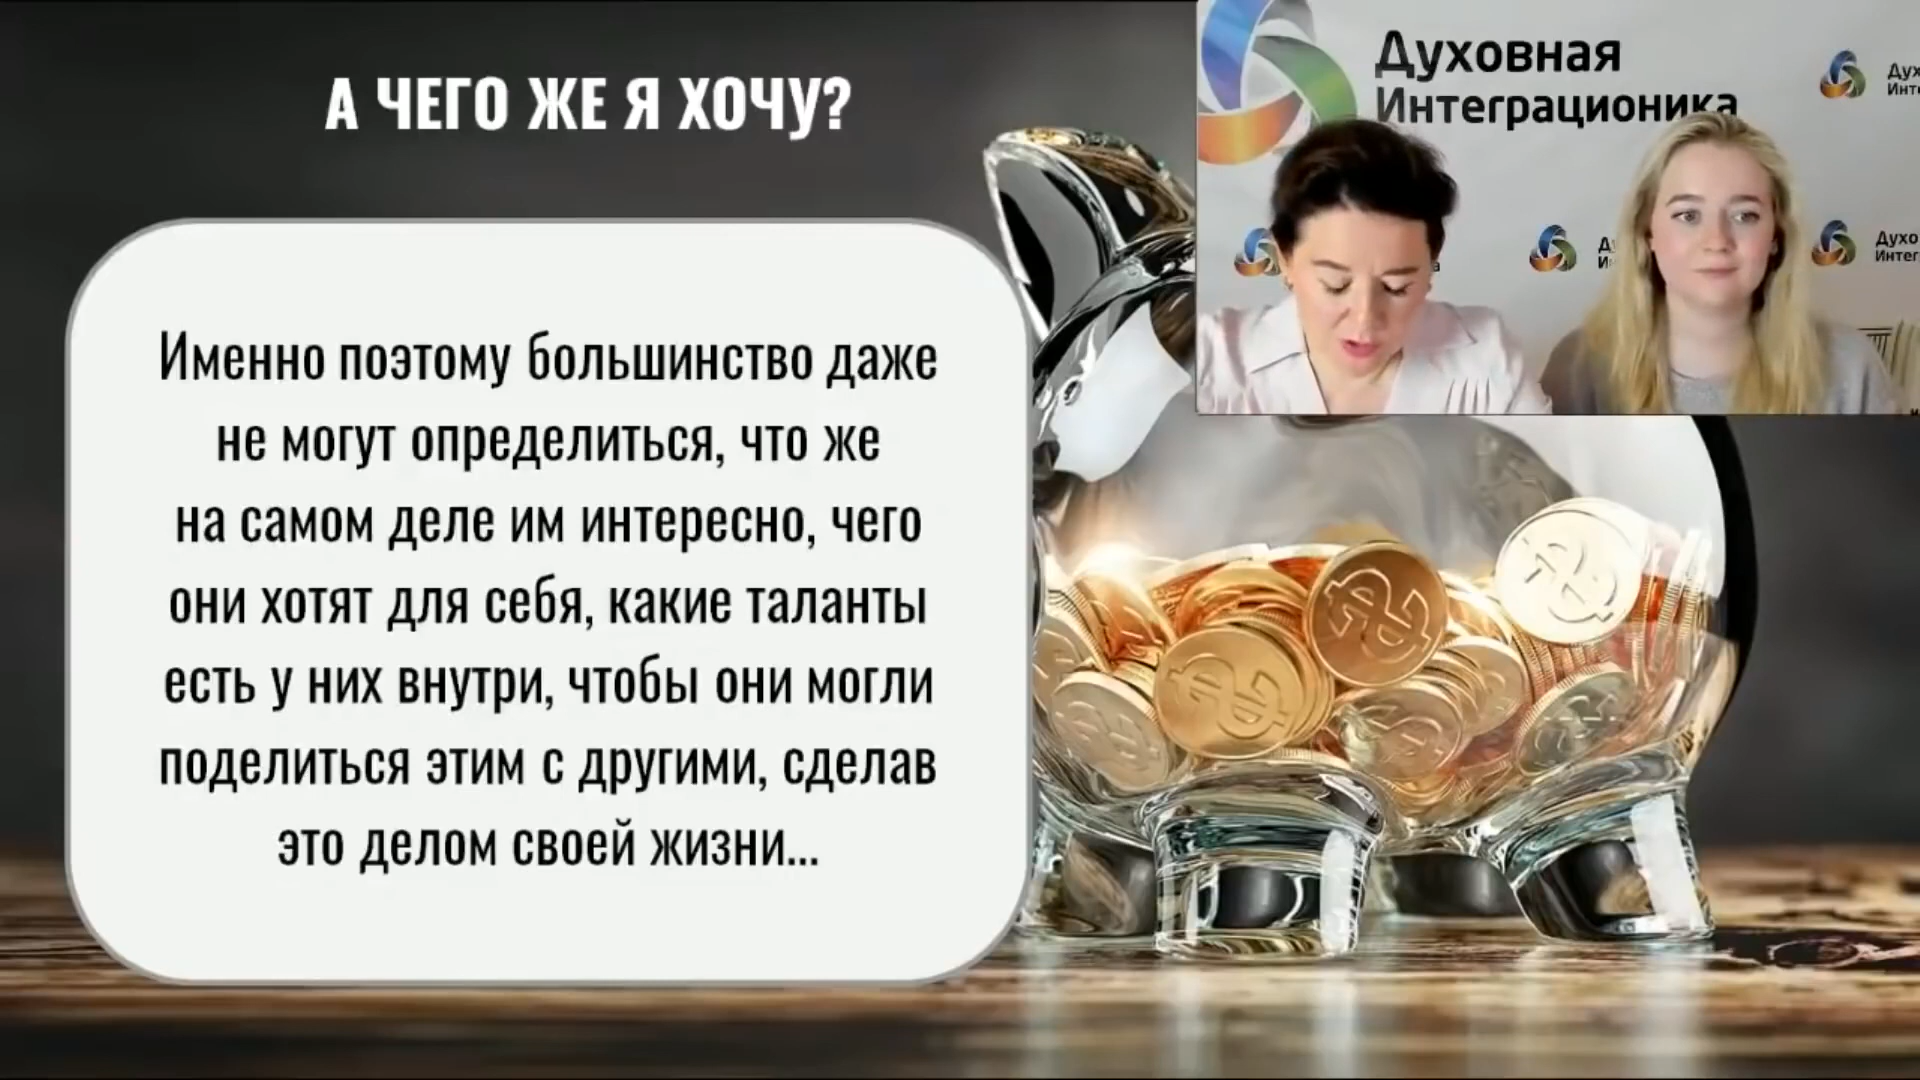 А ЧЕГО ЖЕ Я ХОЧУ?
Именно поэтому большинство даже
не могут определиться, что же
на самом деле им интересно, чего
они хотят для себя, какие таланты
есть у них внутри, чтобы они могли
поделиться этим с другими, сделав
это делом своей жизни...
Духовная
Интеграционика